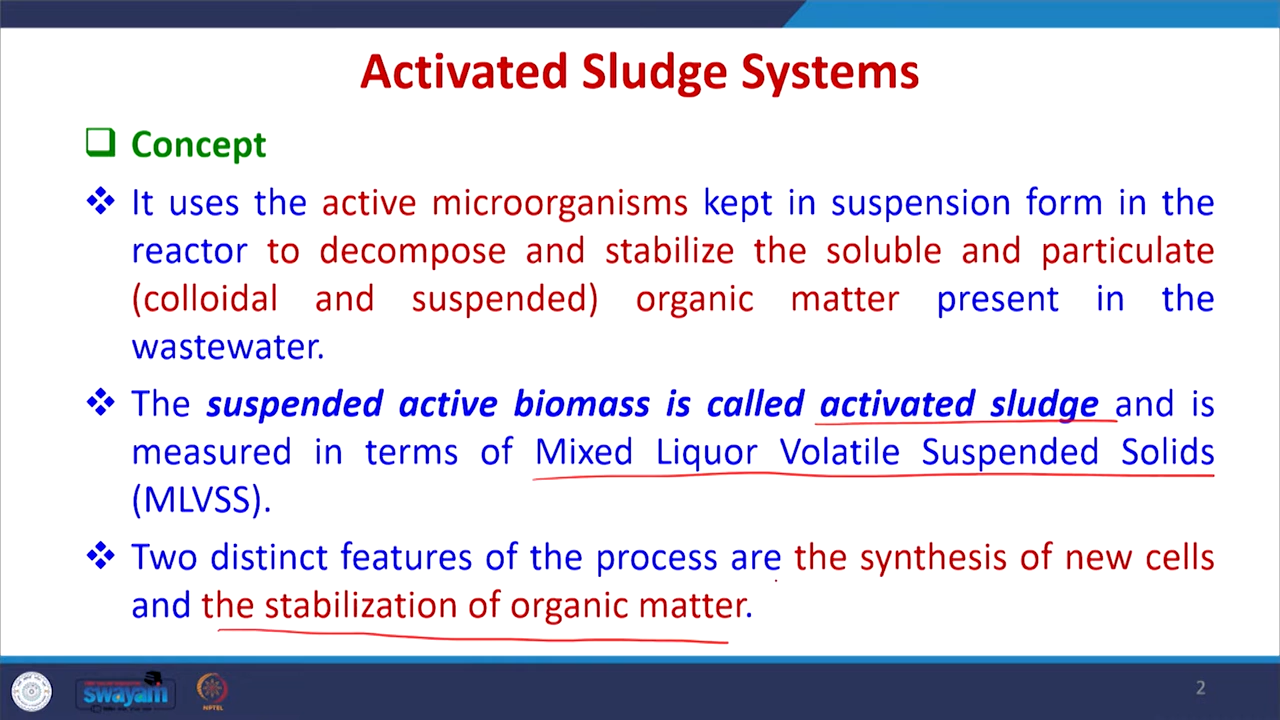 Activated Sludge Systems
Concept
It uses the active microorganisms kept in suspension form in the
reactor to decompose and stabilize the soluble and particulate
(colloidal and suspended) organic matter present in the
wastewater.
The suspended active biomass is called activated sludge and is
measured in terms of Mixed Liquor Volatile Suspended Solids
(MLVSS).
Two distinct features of the process are the synthesis of new cells
and the stabilization of organic matter.
swayam
NPTEL
2